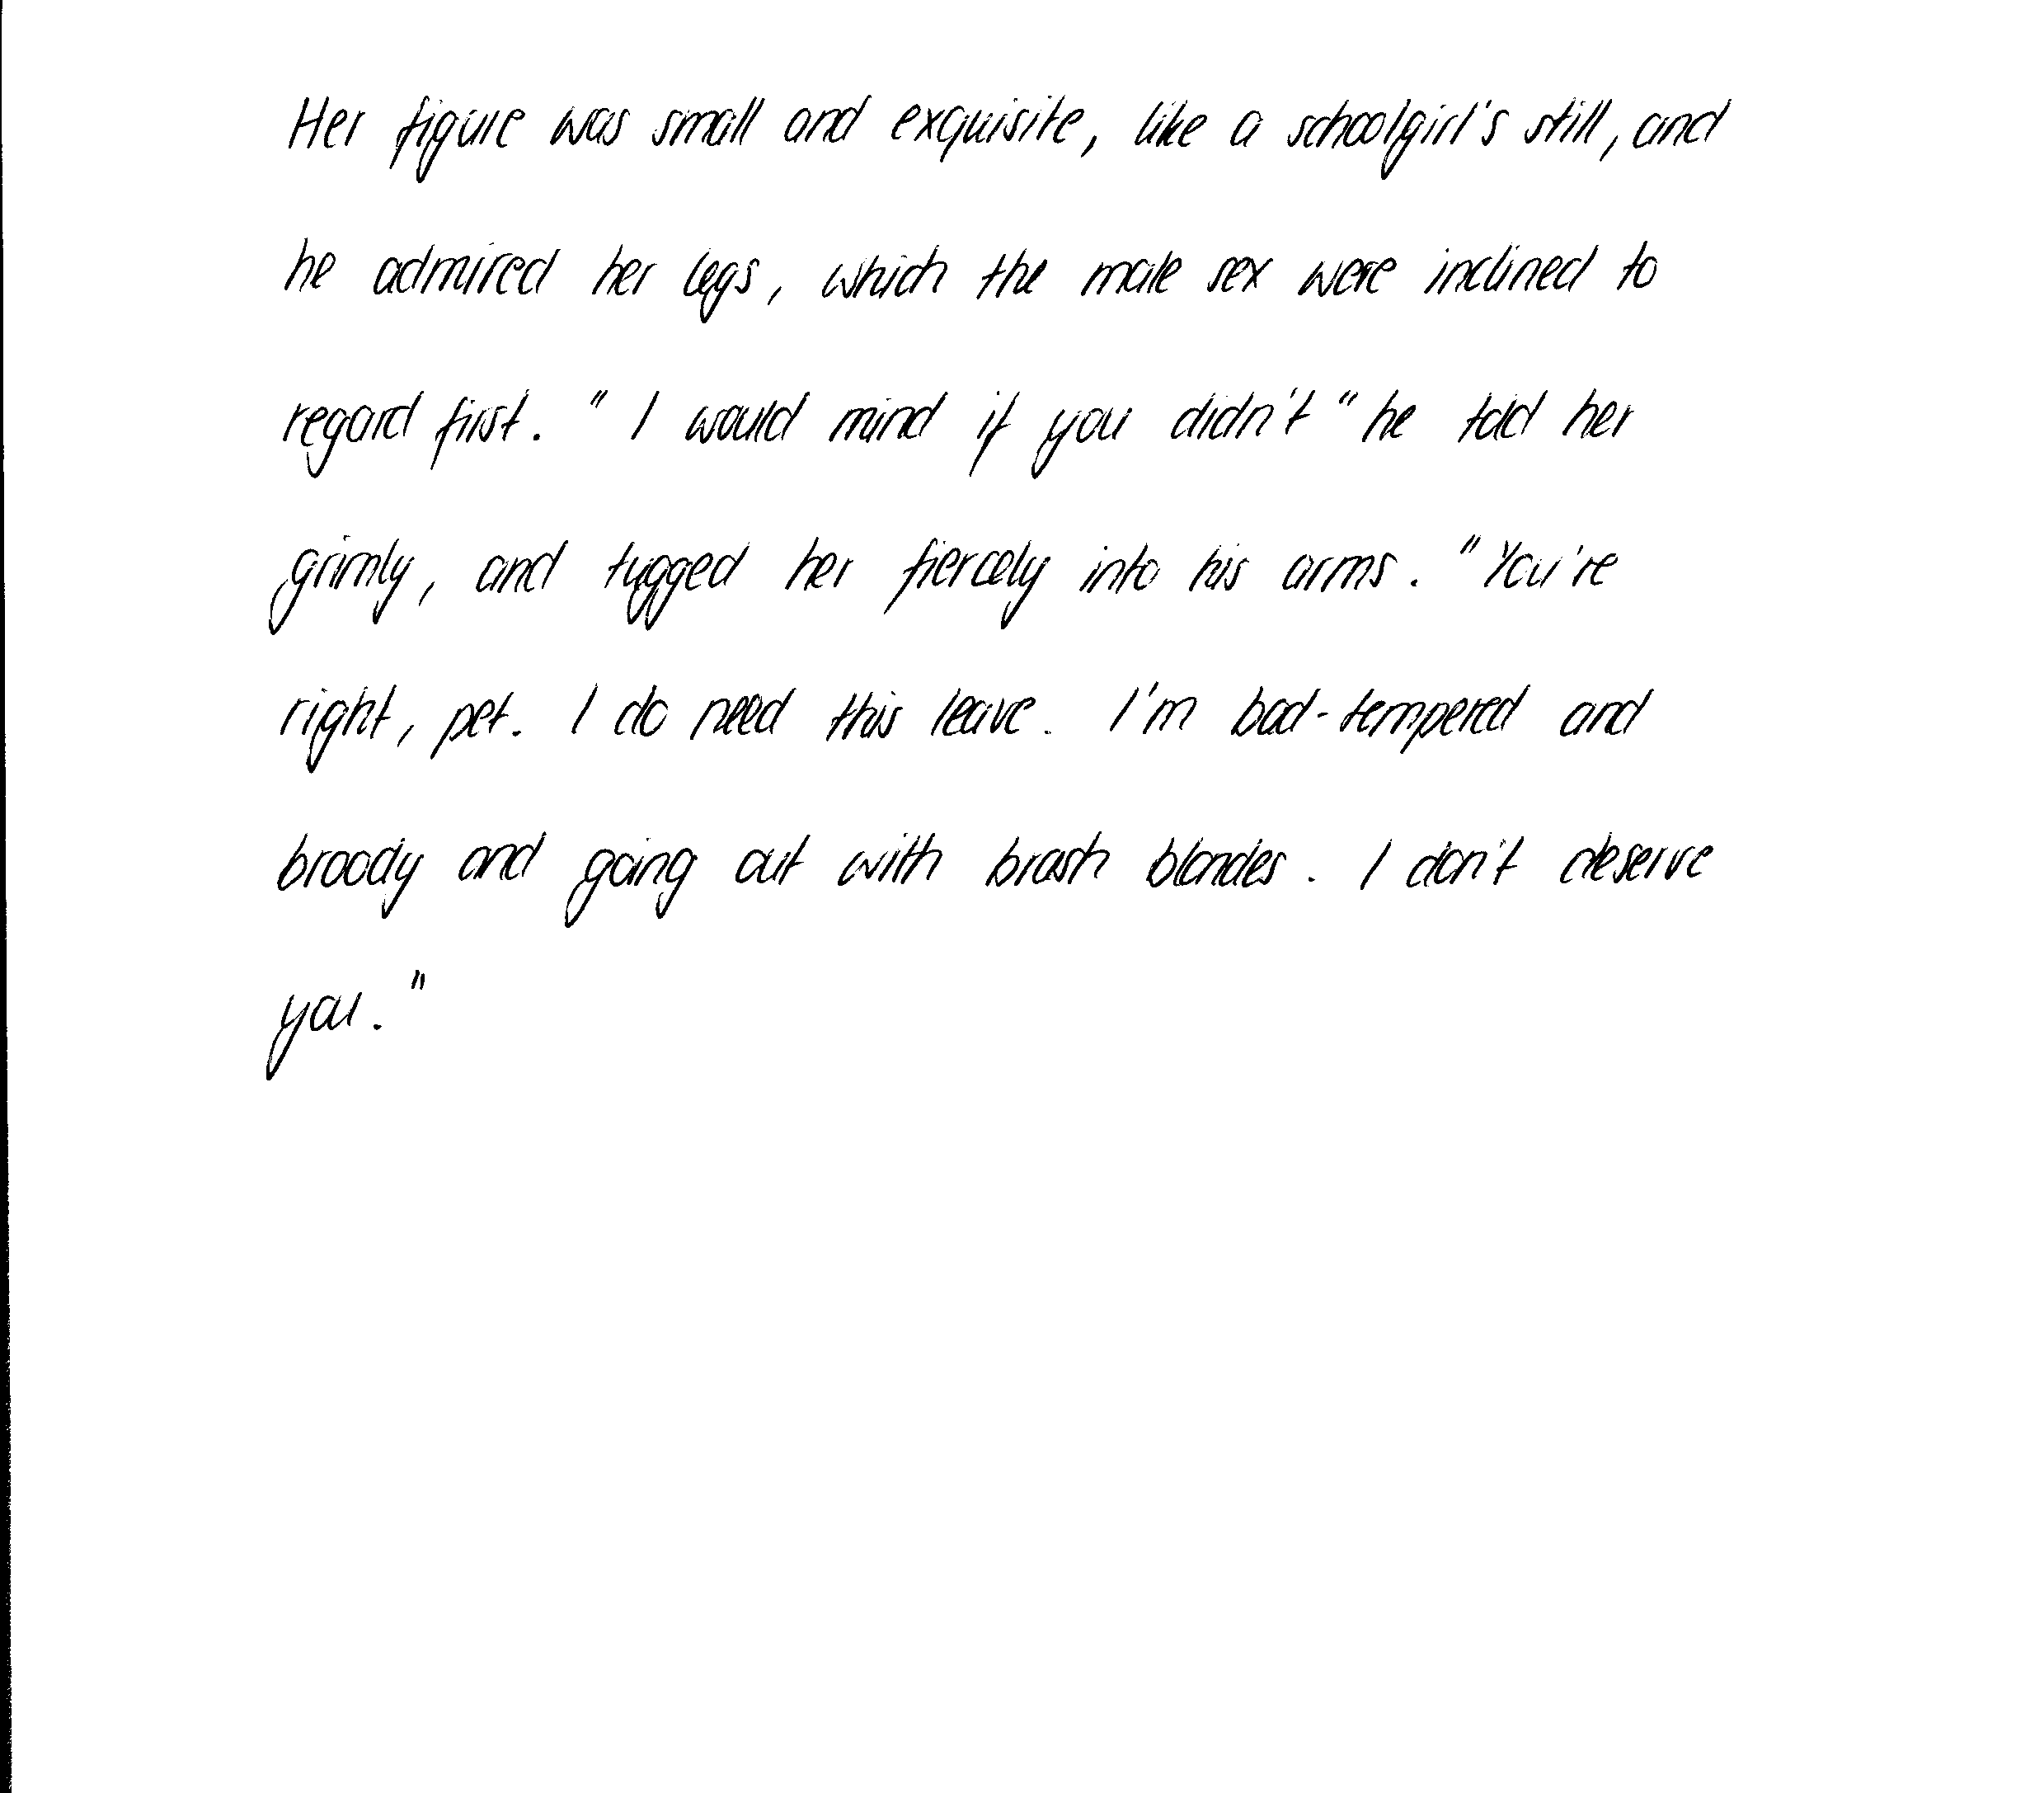 Her figure was small and exquisite, like a schoolgirl's still, and
he admired her legs, which the male sex were inclined to
regard first. "I would mind if you didn't" he told her
grimly, and tugged her fiercely into his arms. "You're
right, pet. I do need this leave. I'm bad-tempered and
broody and going out with brash blondes. I don't deserve
you."